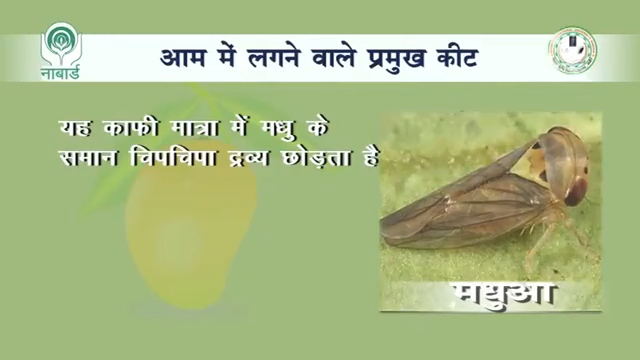 आम में लगने वाले प्रमुख कीट
नाबार्ड
यह काफी मात्रा में मधु के
समान चिपचिपा द्रव्य छोड़ता है
मधुआ